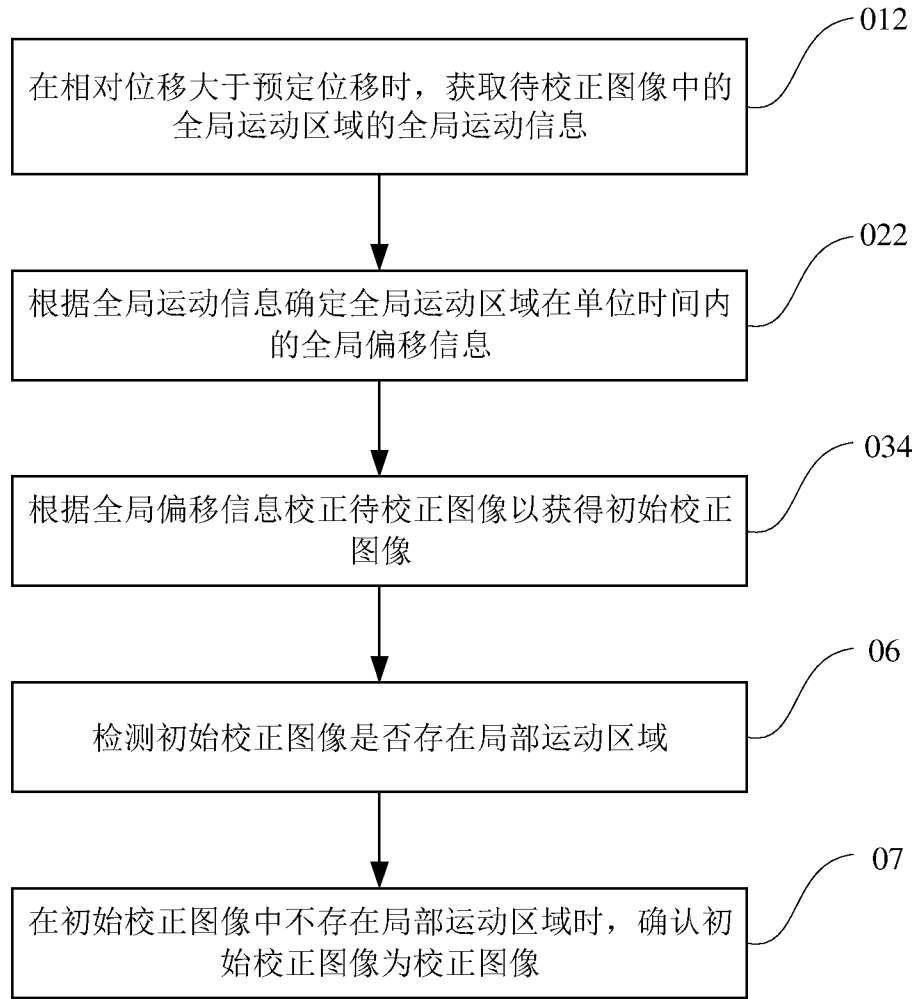 012
在相对位移大于预定位移时，获取待校正图像中的
全局运动区域的全局运动信息
022
根据全局运动信息确定全局运动区域在单位时间内
的全局偏移信息
034
根据全局偏移信息校正待校正图像以获得初始校正
图像
06
检测初始校正图像是否存在局部运动区域
07
在初始校正图像中不存在局部运动区域时，确认初
始校正图像为校正图像